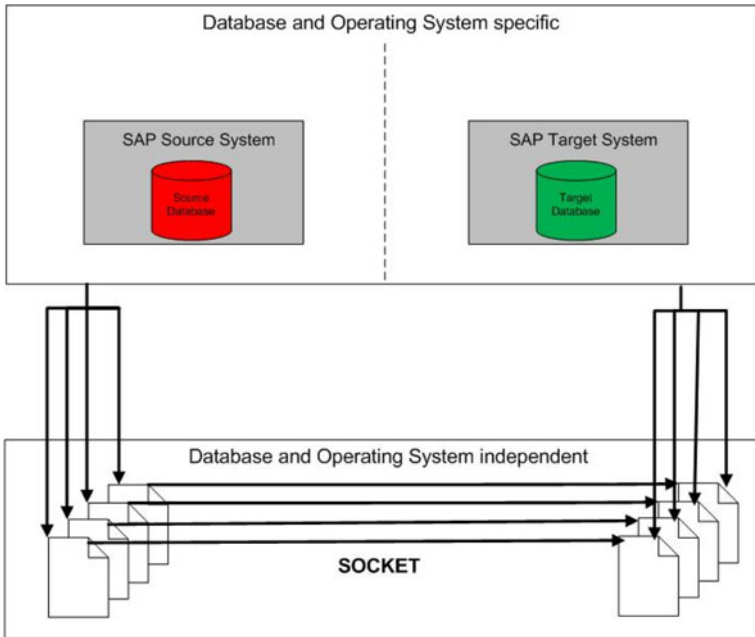 Database and Operating System specific
SAP Source System
SAP Target System
Source
Database
Target
Database
Database and Operating System independent
SOCKET